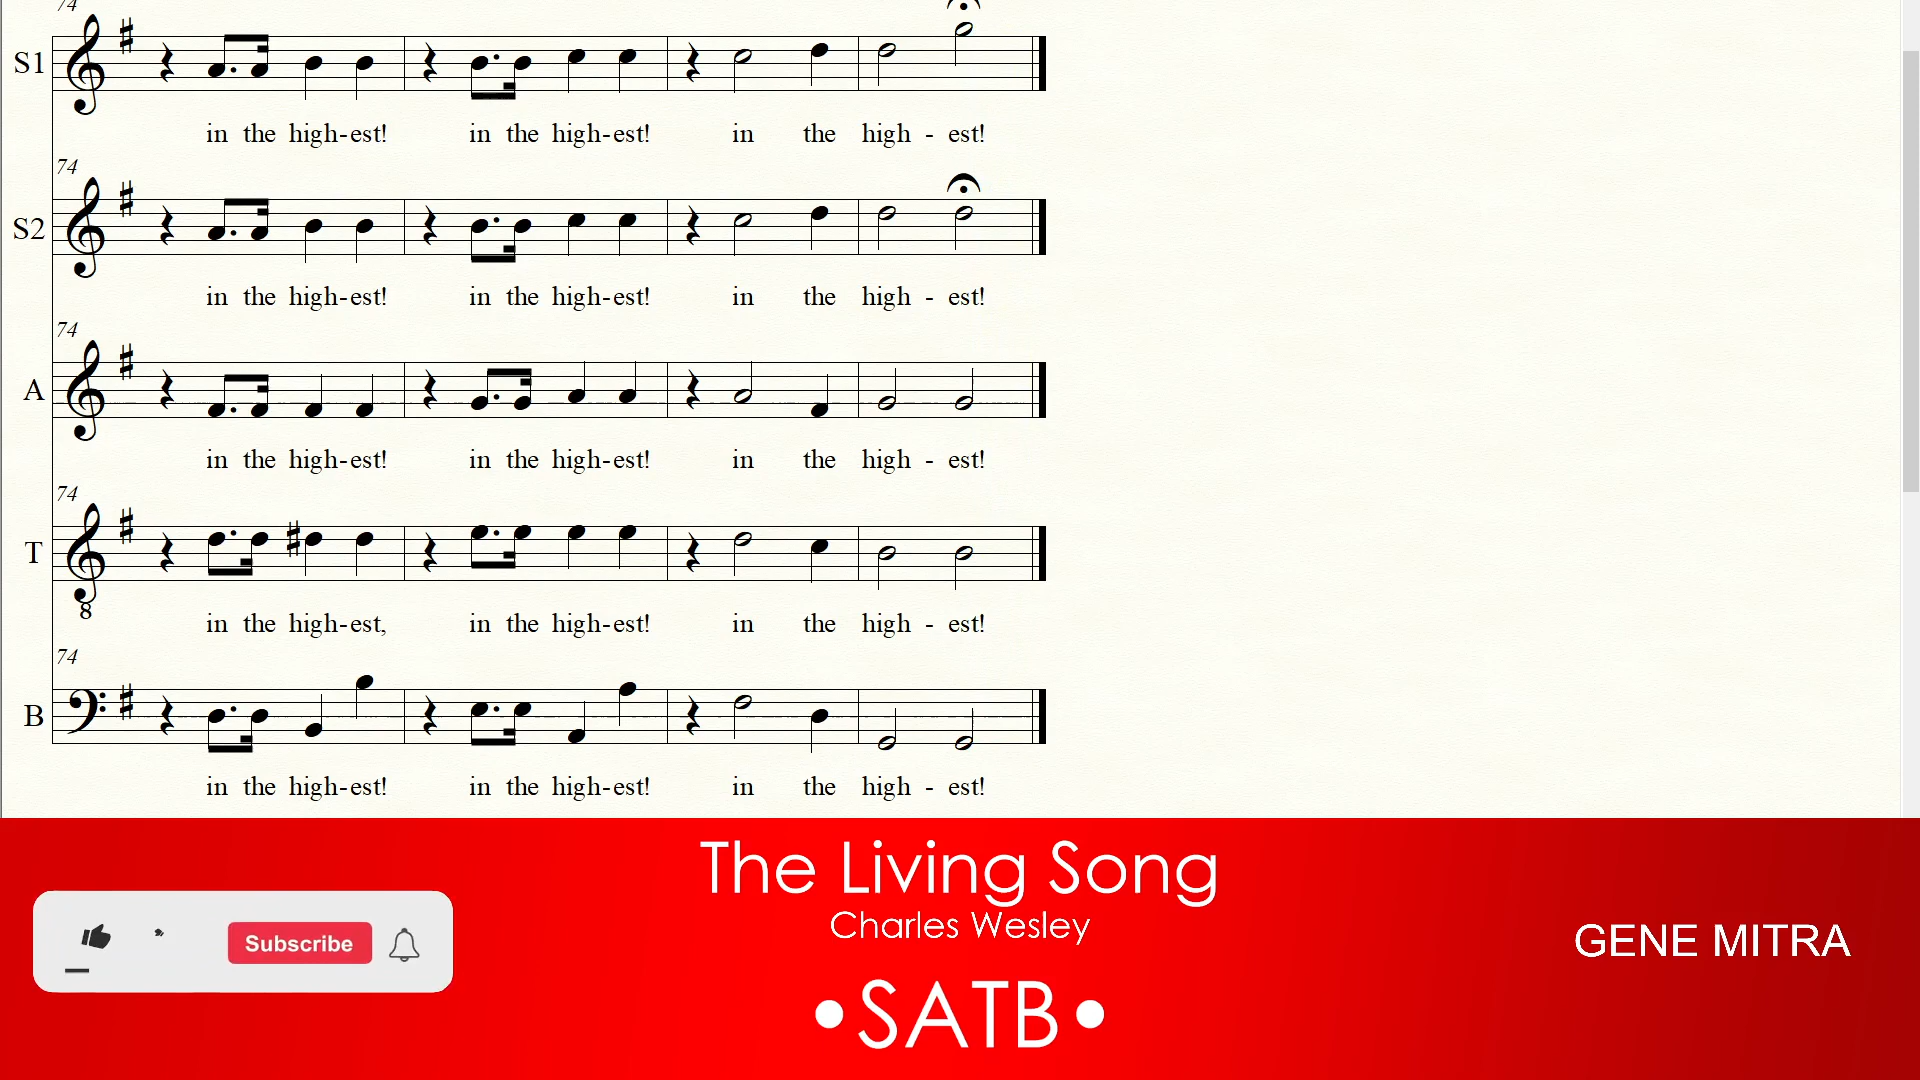 74
S1
in the high-est! in the high-est! in the high - est!
74
S2
in the high-est! in the high-est! in the high - est!
74
A
in the high-est! in the high-est! in the high - est!
74
T
8
in the high-est, in the high-est! in the high - est!
74
B
in the high-est! in the high-est! in the high - est!
The Living Song
Charles Wesley
•SATB•
Subscribe
GENE MITRA